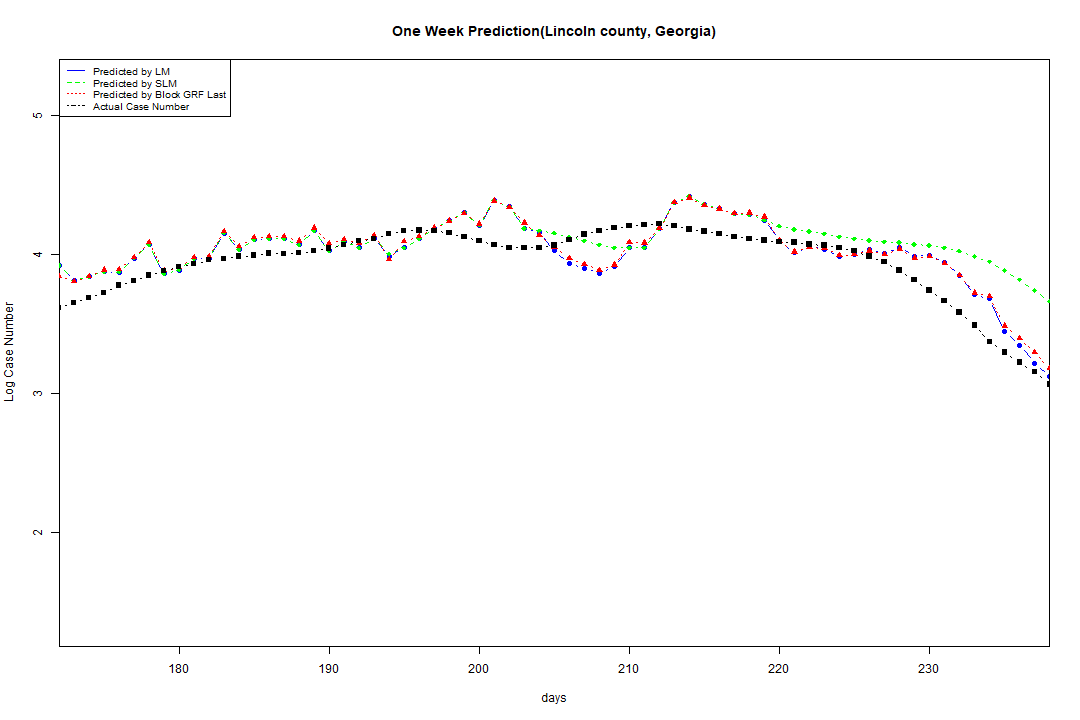 One Week Prediction(Lincoln county, Georgia)
Predicted by LM
Predicted by SLM
Predicted by Block GRF Last
Actual Case Number
5
4
3
2
Log Case Number
180 190 200 210 220 230
days